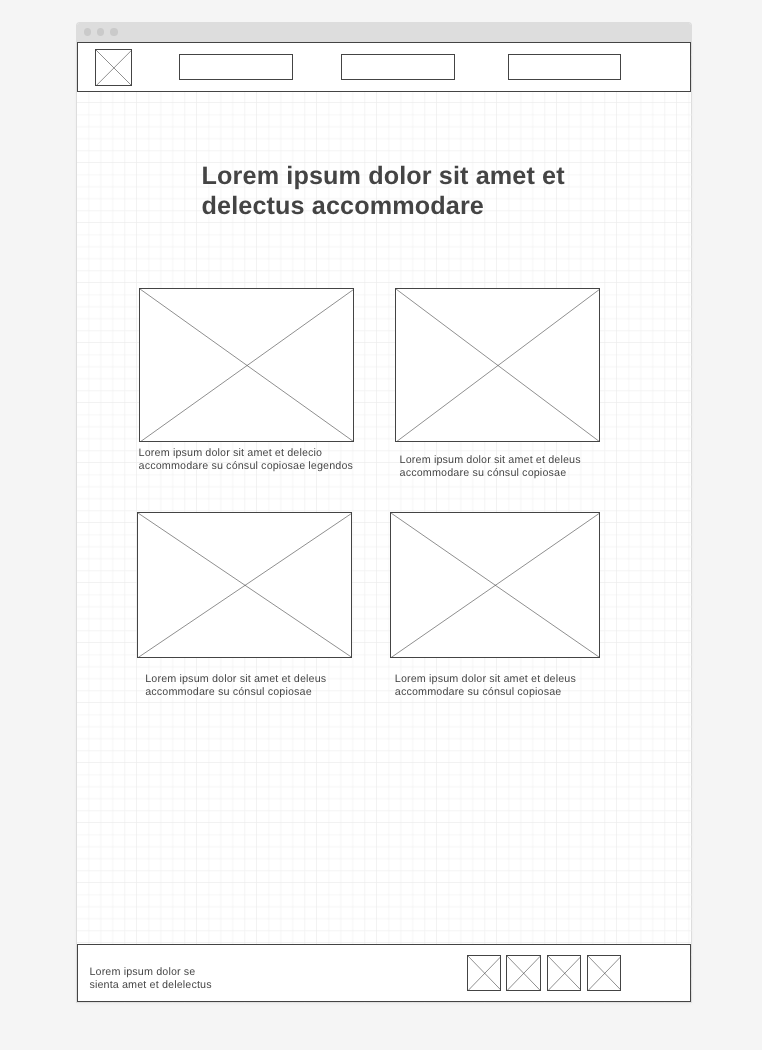 Lorem ipsum dolor sit amet et
delectus accommodare
Lorem ipsum dolor sit amet et delecio
accommodare su cónsul copiosae legendos
Lorem ipsum dolor sit amet et deleus
accommodare su cónsul copiosae
Lorem ipsum dolor sit amet et deleus
accommodare su cónsul copiosae
Lorem ipsum dolor sit amet et deleus
accommodare su cónsul copiosae
Lorem ipsum dolor se
sienta amet et delelectus